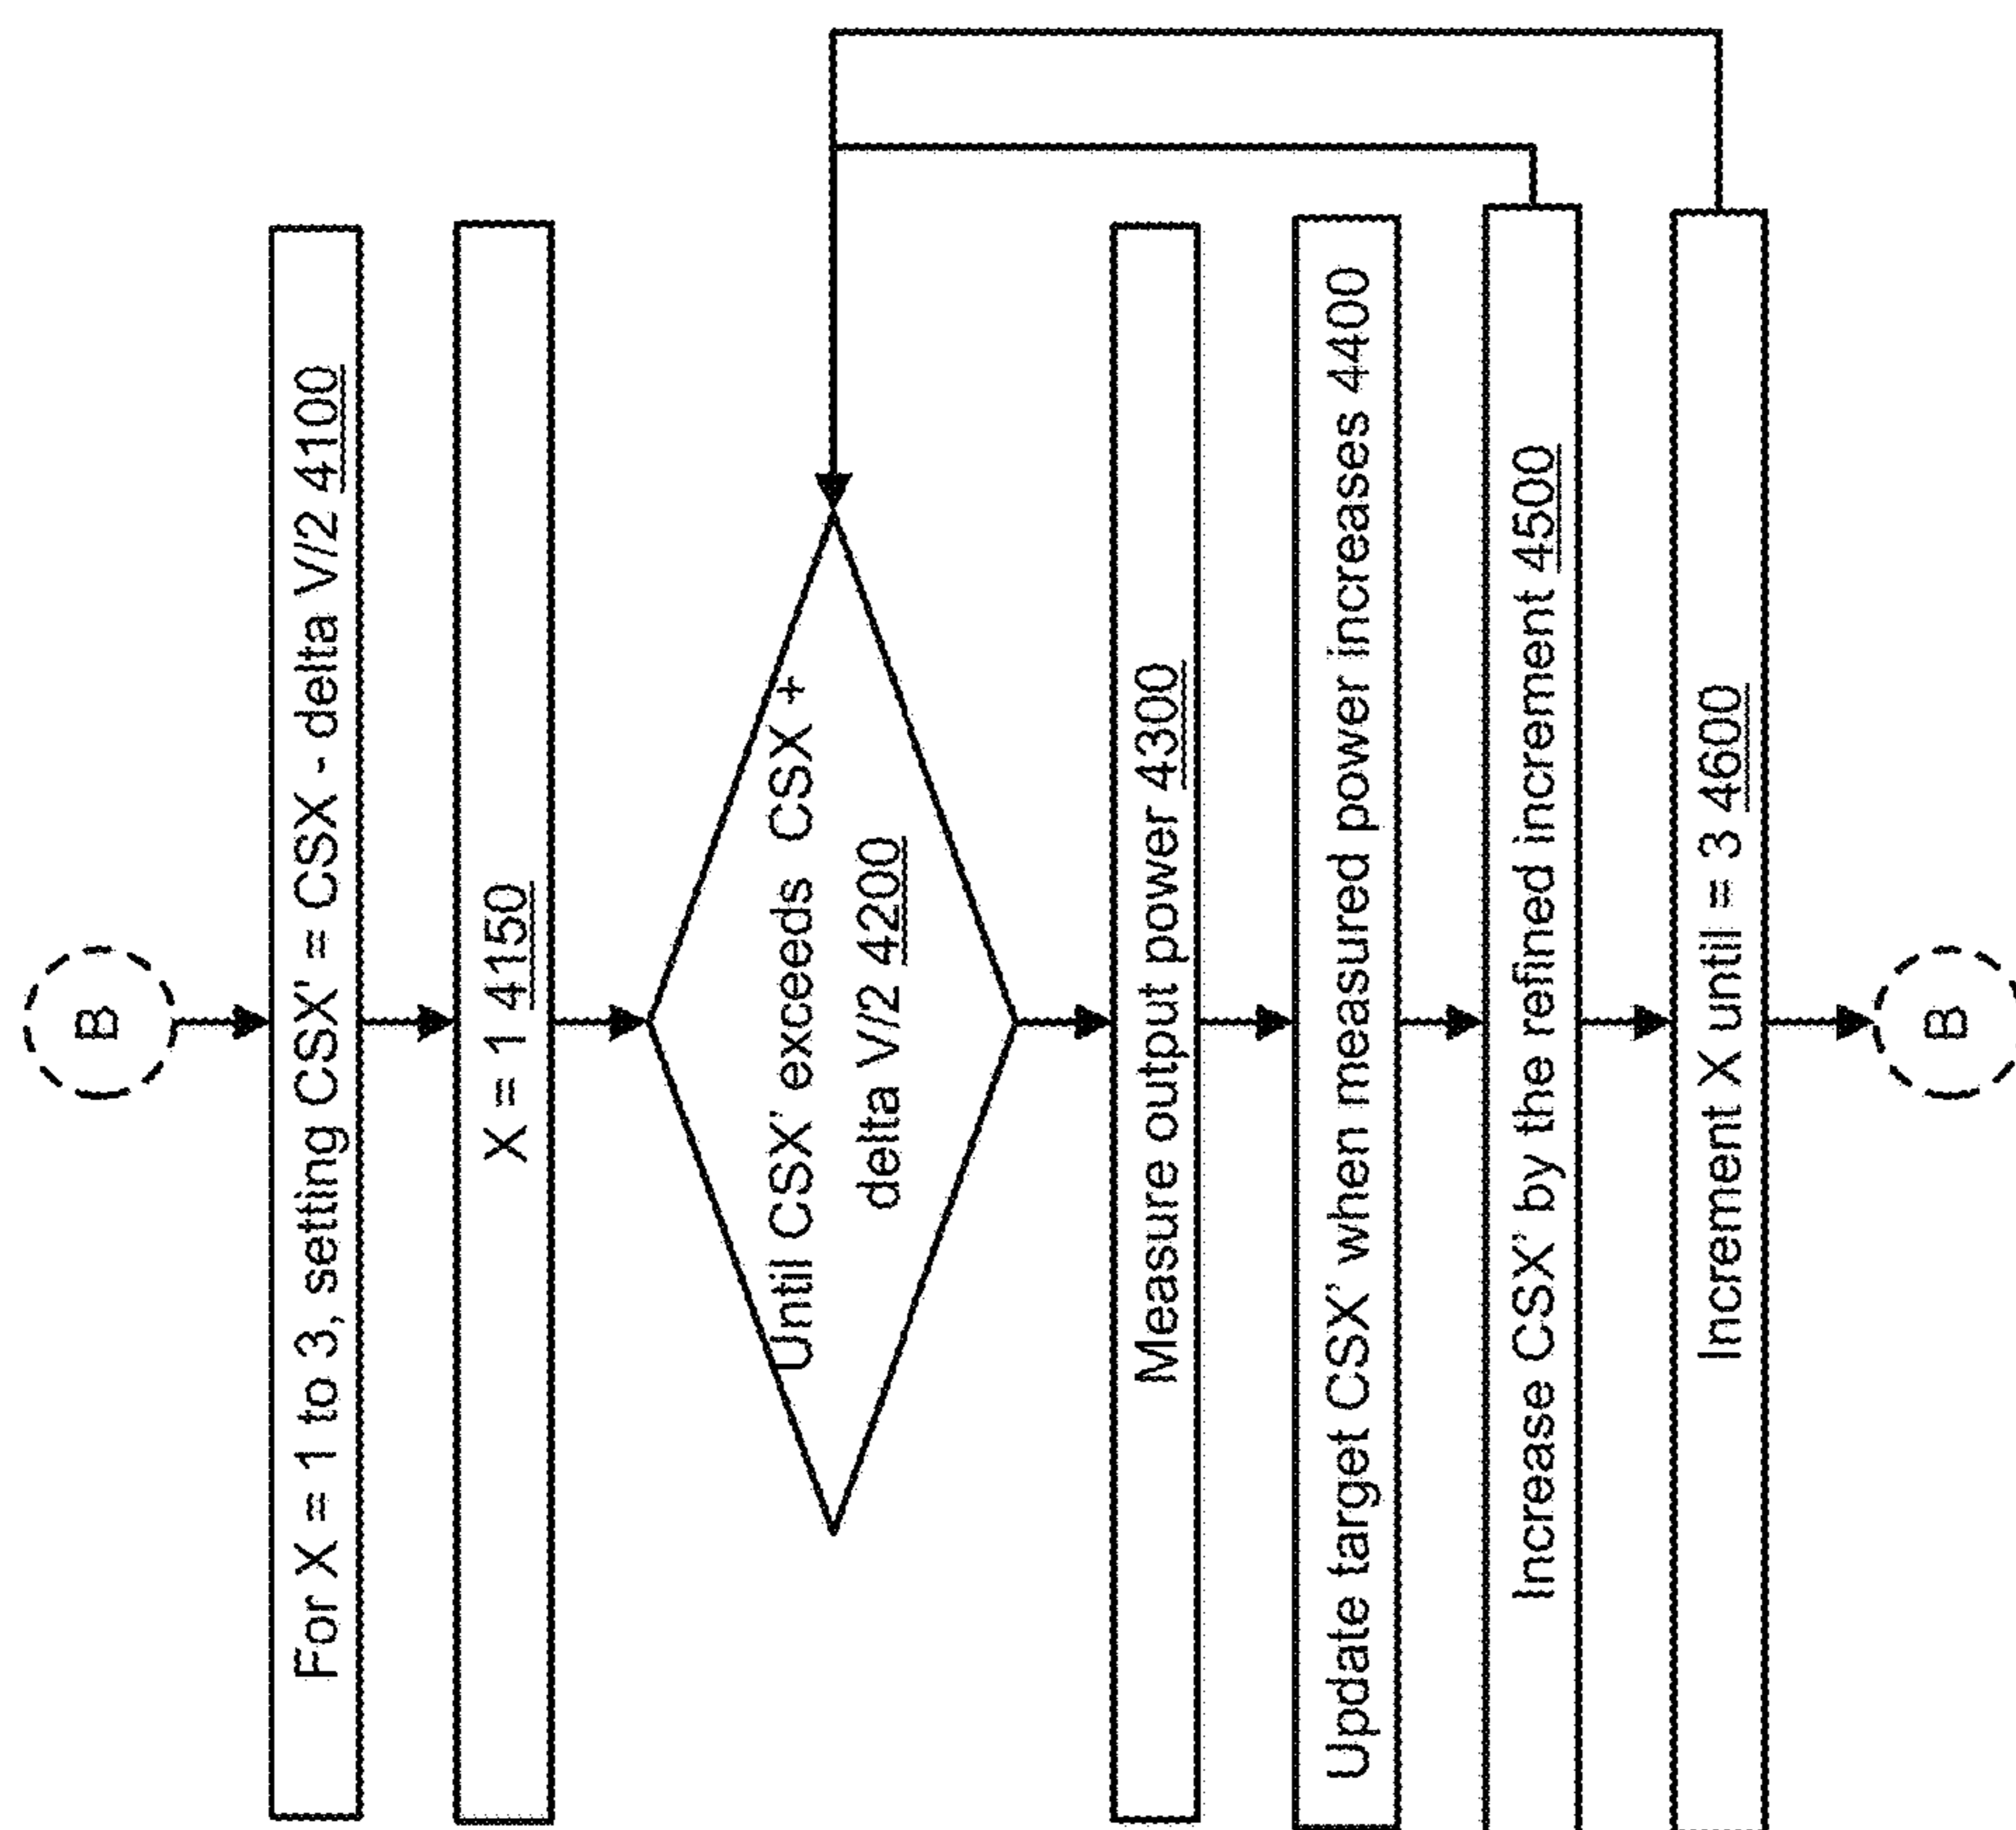 B
For X = 1 to 3, setting CSX' = CSX - delta V/2 4100
X = 1 4150
Until CSX' exceeds CSX +
delta V/2 4200
Measure output power 4300
Update target CSX' when measured power increases 4400
Increase CSX' by the refined increment 4500
Increment X until = 3 4600
B